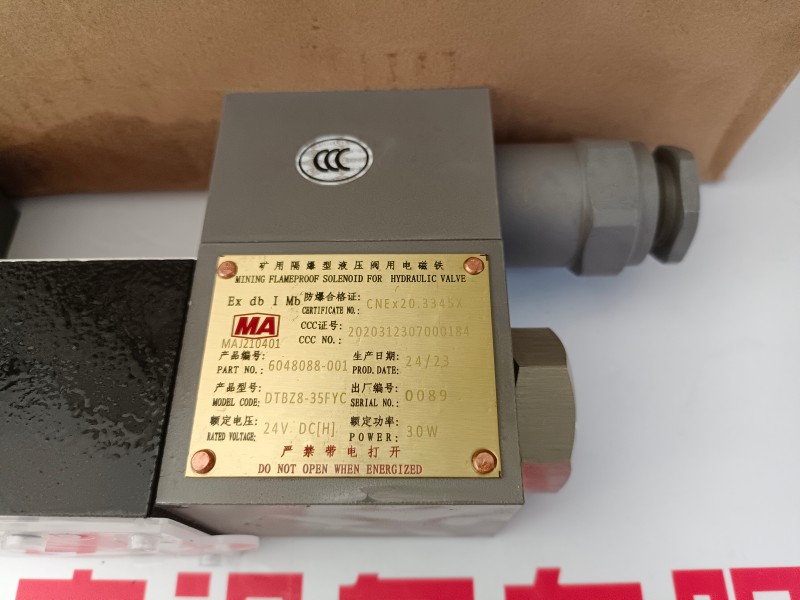 CCC
矿用隔爆型液压阀用电磁铁
MINING FLAMEPROOF SOLENOID FOR HYDRAULIC VALVE
Ex db I Mb 防爆合格证: CERTIFICATE NO.: CNEx20.3345X
MA
MAJ210401
CCC证号: CCC NO.: 2020312307000184
产品编号: PART NO.: 6048088-001
生产日期: PROD.DATE: 24/23
产品型号: MODEL CODE: DTBZ8-35FYC
出厂编号: SERIAL NO.: 0089
额定电压: RATED VOLTAGE: 24V DC[H]
额定功率: POWER: 30W
严禁带电打开
DO NOT OPEN WHEN ENERGIZED